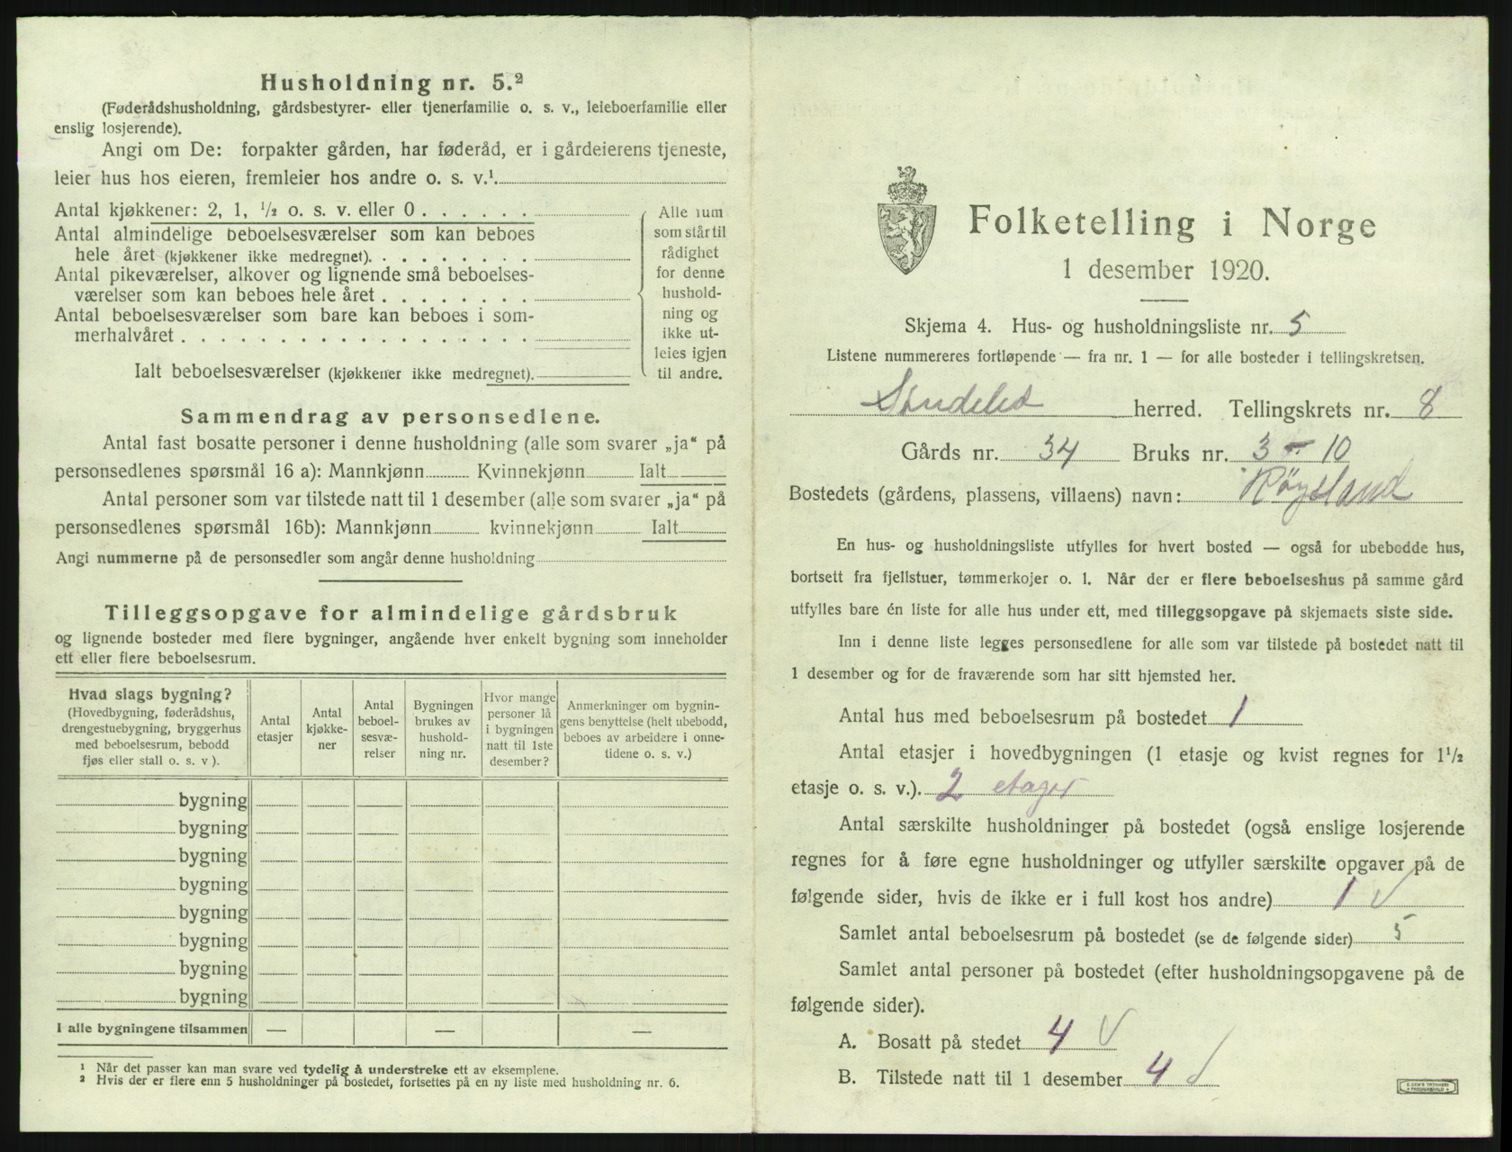 Husholdning nr. 5.²
(Føderådshusholdning, gårdsbestyrer- eller tjenerfamilie o. s. v., leieboerfamilie eller
enslig losjerende).
Angi om De: forpakter gården, har føderåd, er i gårdeierens tjeneste,
leier hus hos eieren, fremleier hos andre o. s. v.¹
Antal kjøkkener: 2, 1, ¹/₂ o. s. v. eller 0
Antal almindelige beboelsesværelser som kan beboes
hele året (kjøkkener ikke medregnet).
Antal pikeværelser, alkover og lignende små beboelses-
værelser som kan beboes hele året
Antal beboelsesværelser som bare kan beboes i som-
merhalvåret
Ialt beboelsesværelser (kjøkkener ikke medregnet).
Alle rum
som står til
rådighet
for denne
hushold-
ning og
ikke ut-
leies igjen
til andre.
Sammendrag av personsedlene.
Antal fast bosatte personer i denne husholdning (alle som svarer „ja“ på
personsedlenes spørsmål 16 a): Mannkjønn Kvinnekjønn Ialt
Antal personer som var tilstede natt til 1 desember (alle som svarer „ja“ på
personsedlenes spørsmål 16b): Mannkjønn kvinnekjønn Ialt
Angi nummerne på de personsedler som angår denne husholdning
Tilleggsopgave for almindelige gårdsbruk
og lignende bosteder med flere bygninger, angående hver enkelt bygning som inneholder
ett eller flere beboelsesrum.
Hvad slags bygning?
(Hovedbygning, føderådshus,
drengestuebygning, bryggerhus
med beboelsesrum, bebodd
fjøs eller stall o. s. v ).
Antal
etasjer
Antal
kjøkke-
ner
Antal
beboel-
sesvæ-
relser
Bygningen
brukes av
hushold-
ning nr.
Hvor mange
personer lå
i bygningen
natt til 1ste
desember?
Anmerkninger om bygnin-
gens benyttelse (helt ubebodd,
beboes av arbeidere i onne-
tidene o. s. v.)
bygning
bygning
bygning
bygning
bygning
bygning
bygning
bygning
I alle bygningene tilsammen — — —
¹ Når det passer kan man svare ved tydelig å understreke ett av eksemplene.
² Hvis der er flere enn 5 husholdninger på bostedet, fortsettes på en ny liste med husholdning nr. 6.
Folketelling i Norge
1 desember 1920.
Skjema 4. Hus- og husholdningsliste nr. 5
Listene nummereres fortløpende — fra nr. 1 — for alle bosteder i tellingskretsen.
Søndeled herred. Tellingskrets nr. 8
Gårds nr. 34 Bruks nr. 3 - 10
Bostedets (gårdens, plassens, villaens) navn: Röysland
En hus- og husholdningsliste utfylles for hvert bosted — også for ubebodde hus,
bortsett fra fjellstuer, tømmerkojer o. l. Når der er flere beboelseshus på samme gård
utfylles bare én liste for alle hus under ett, med tilleggsopgave på skjemaets siste side.
Inn i denne liste legges personsedlene for alle som var tilstede på bostedet natt til
1 desember og for de fraværende som har sitt hjemsted her.
Antal hus med beboelsesrum på bostedet 1
Antal etasjer i hovedbygningen (1 etasje og kvist regnes for 1¹/₂
etasje o. s. v.). 2 etager
Antal særskilte husholdninger på bostedet (også enslige losjerende
regnes for å føre egne husholdninger og utfyller særskilte opgaver på de
følgende sider, hvis de ikke er i full kost hos andre) 1 √
Samlet antal beboelsesrum på bostedet (se de følgende sider) 5
Samlet antal personer på bostedet (efter husholdningsopgavene på de
følgende sider).
A. Bosatt på stedet 4 √
B. Tilstede natt til 1 desember 4 √